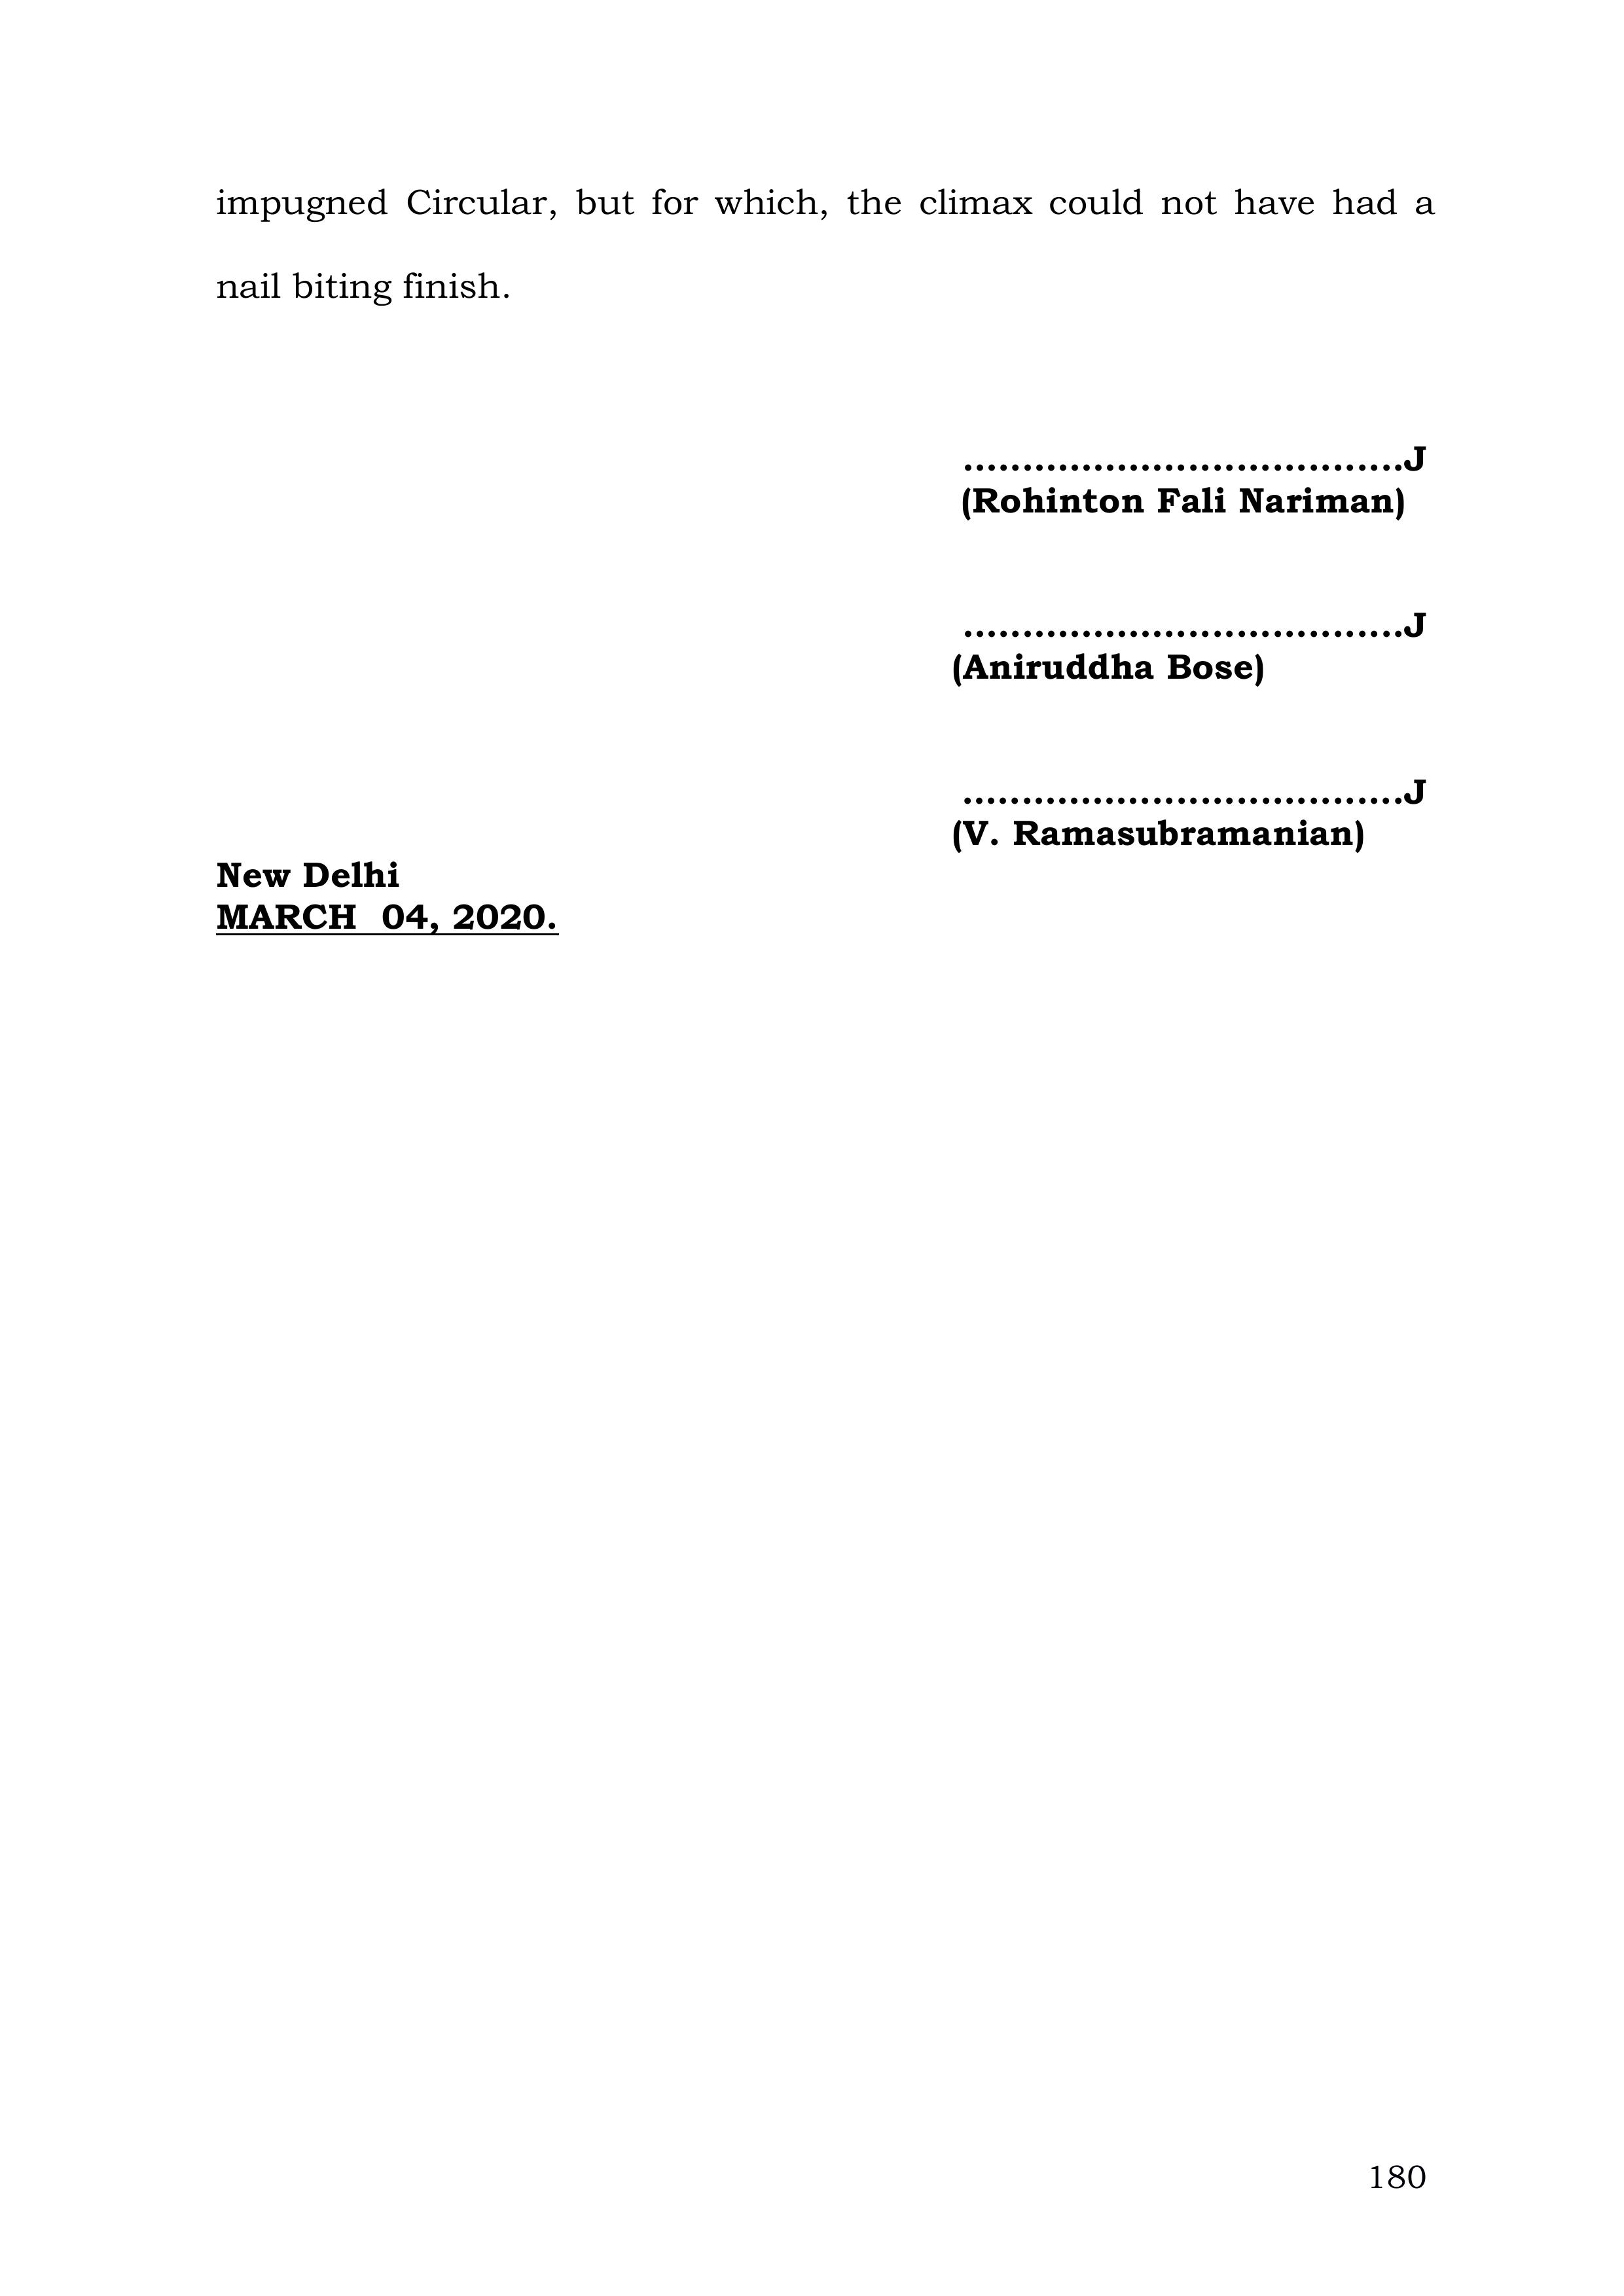 impugned Circular, but for which, the climax could not have had a
nail biting finish.
.....................................J
(Rohinton Fali Nariman)
.....................................J
(Aniruddha Bose)
.....................................J
(V. Ramasubramanian)
New Delhi
MARCH  04, 2020.
180